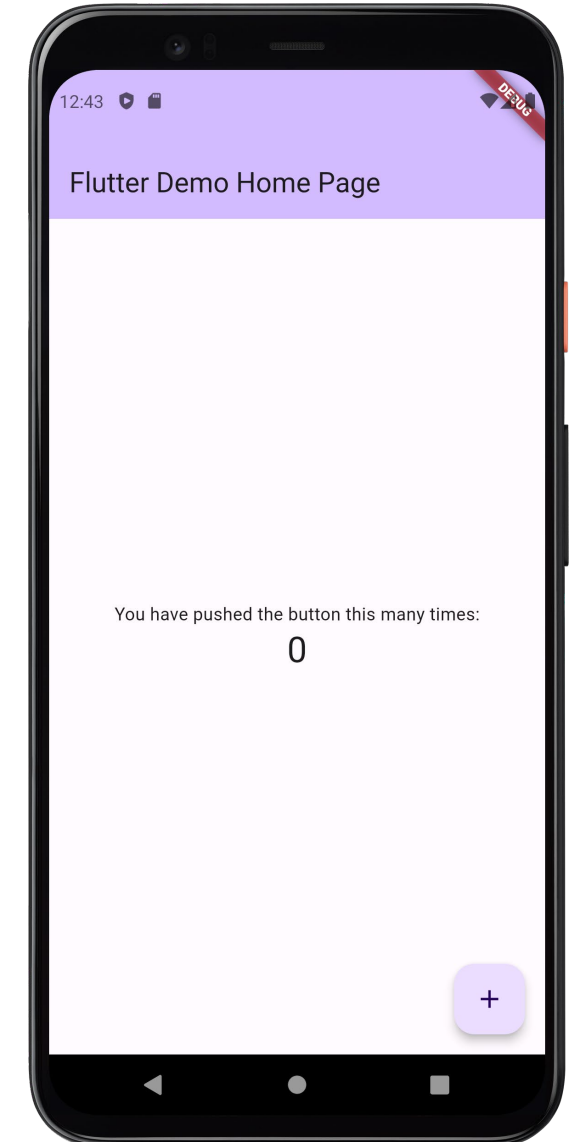 12:43
DEBUG
Flutter Demo Home Page
You have pushed the button this many times:
0
+